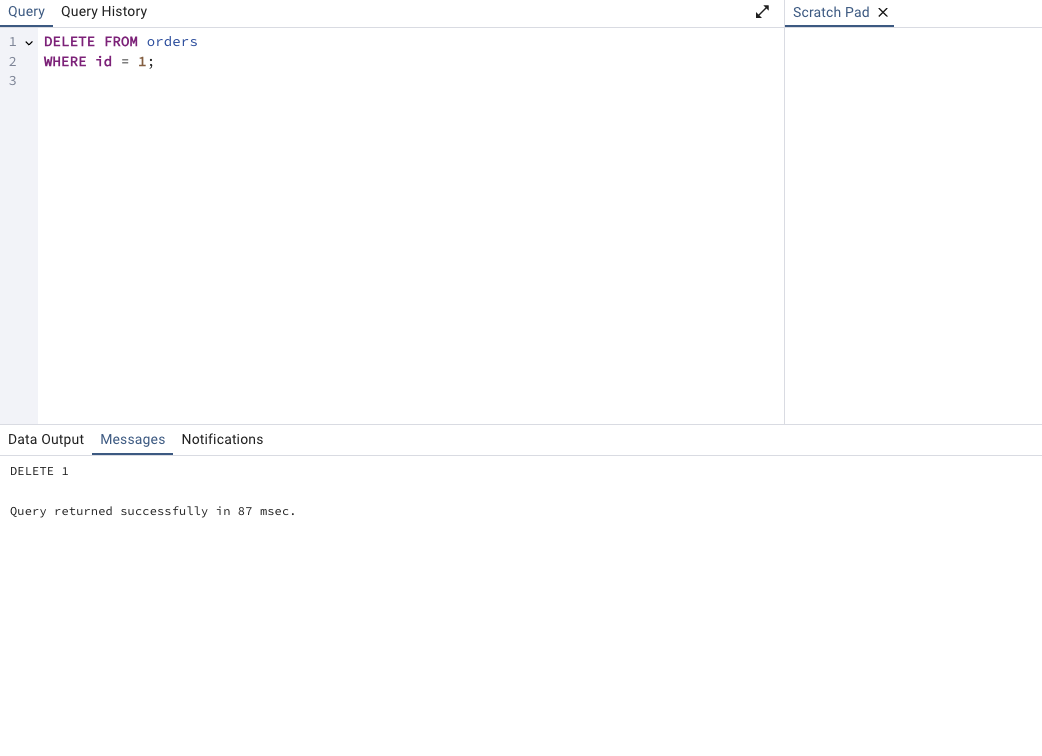 Query Query History
Scratch Pad
1 DELETE FROM orders
2 WHERE id = 1;
3
Data Output Messages Notifications
DELETE 1
Query returned successfully in 87 msec.